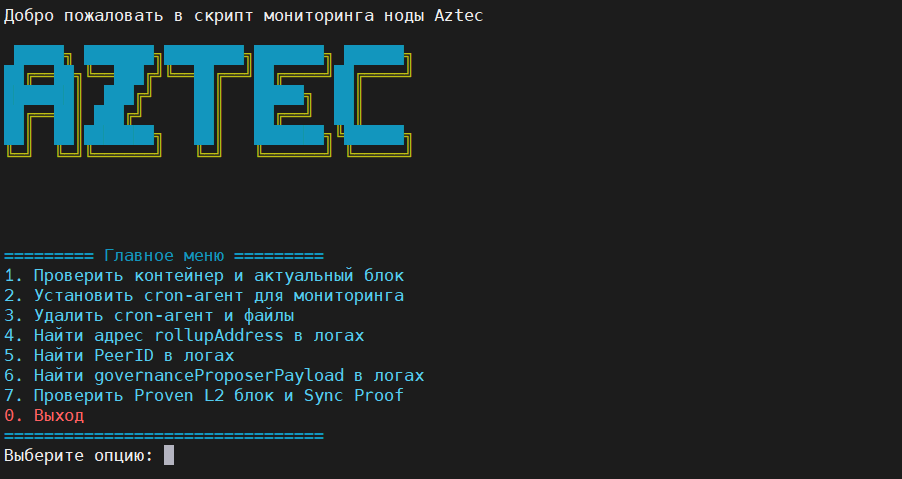 Добро пожаловать в скрипт мониторинга ноды Aztec
AZTEC
========= Главное меню =========
1. Проверить контейнер и актуальный блок
2. Установить cron-агент для мониторинга
3. Удалить cron-агент и файлы
4. Найти адрес rollupAddress в логах
5. Найти PeerID в логах
6. Найти governanceProposerPayload в логах
7. Проверить Proven L2 блок и Sync Proof
0. Выход
================================
Выберите опцию: